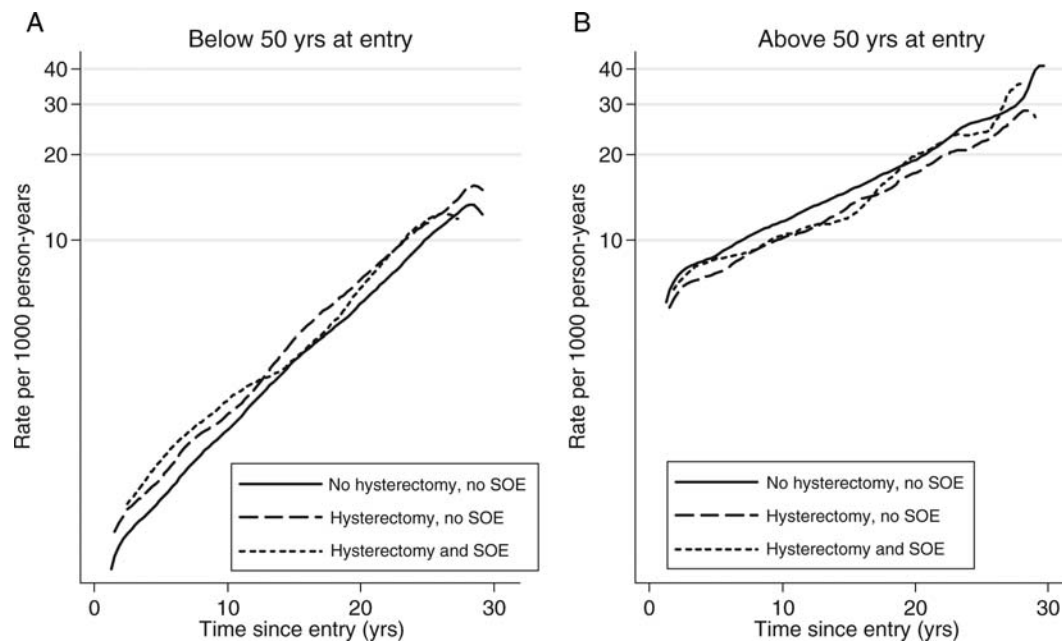 A
Below 50 yrs at entry
Rate per 1000 person-years
40
30
20
10
No hysterectomy, no SOE
Hysterectomy, no SOE
Hysterectomy and SOE
0 10 20 30
Time since entry (yrs)
B
Above 50 yrs at entry
Rate per 1000 person-years
40
30
20
10
No hysterectomy, no SOE
Hysterectomy, no SOE
Hysterectomy and SOE
0 10 20 30
Time since entry (yrs)